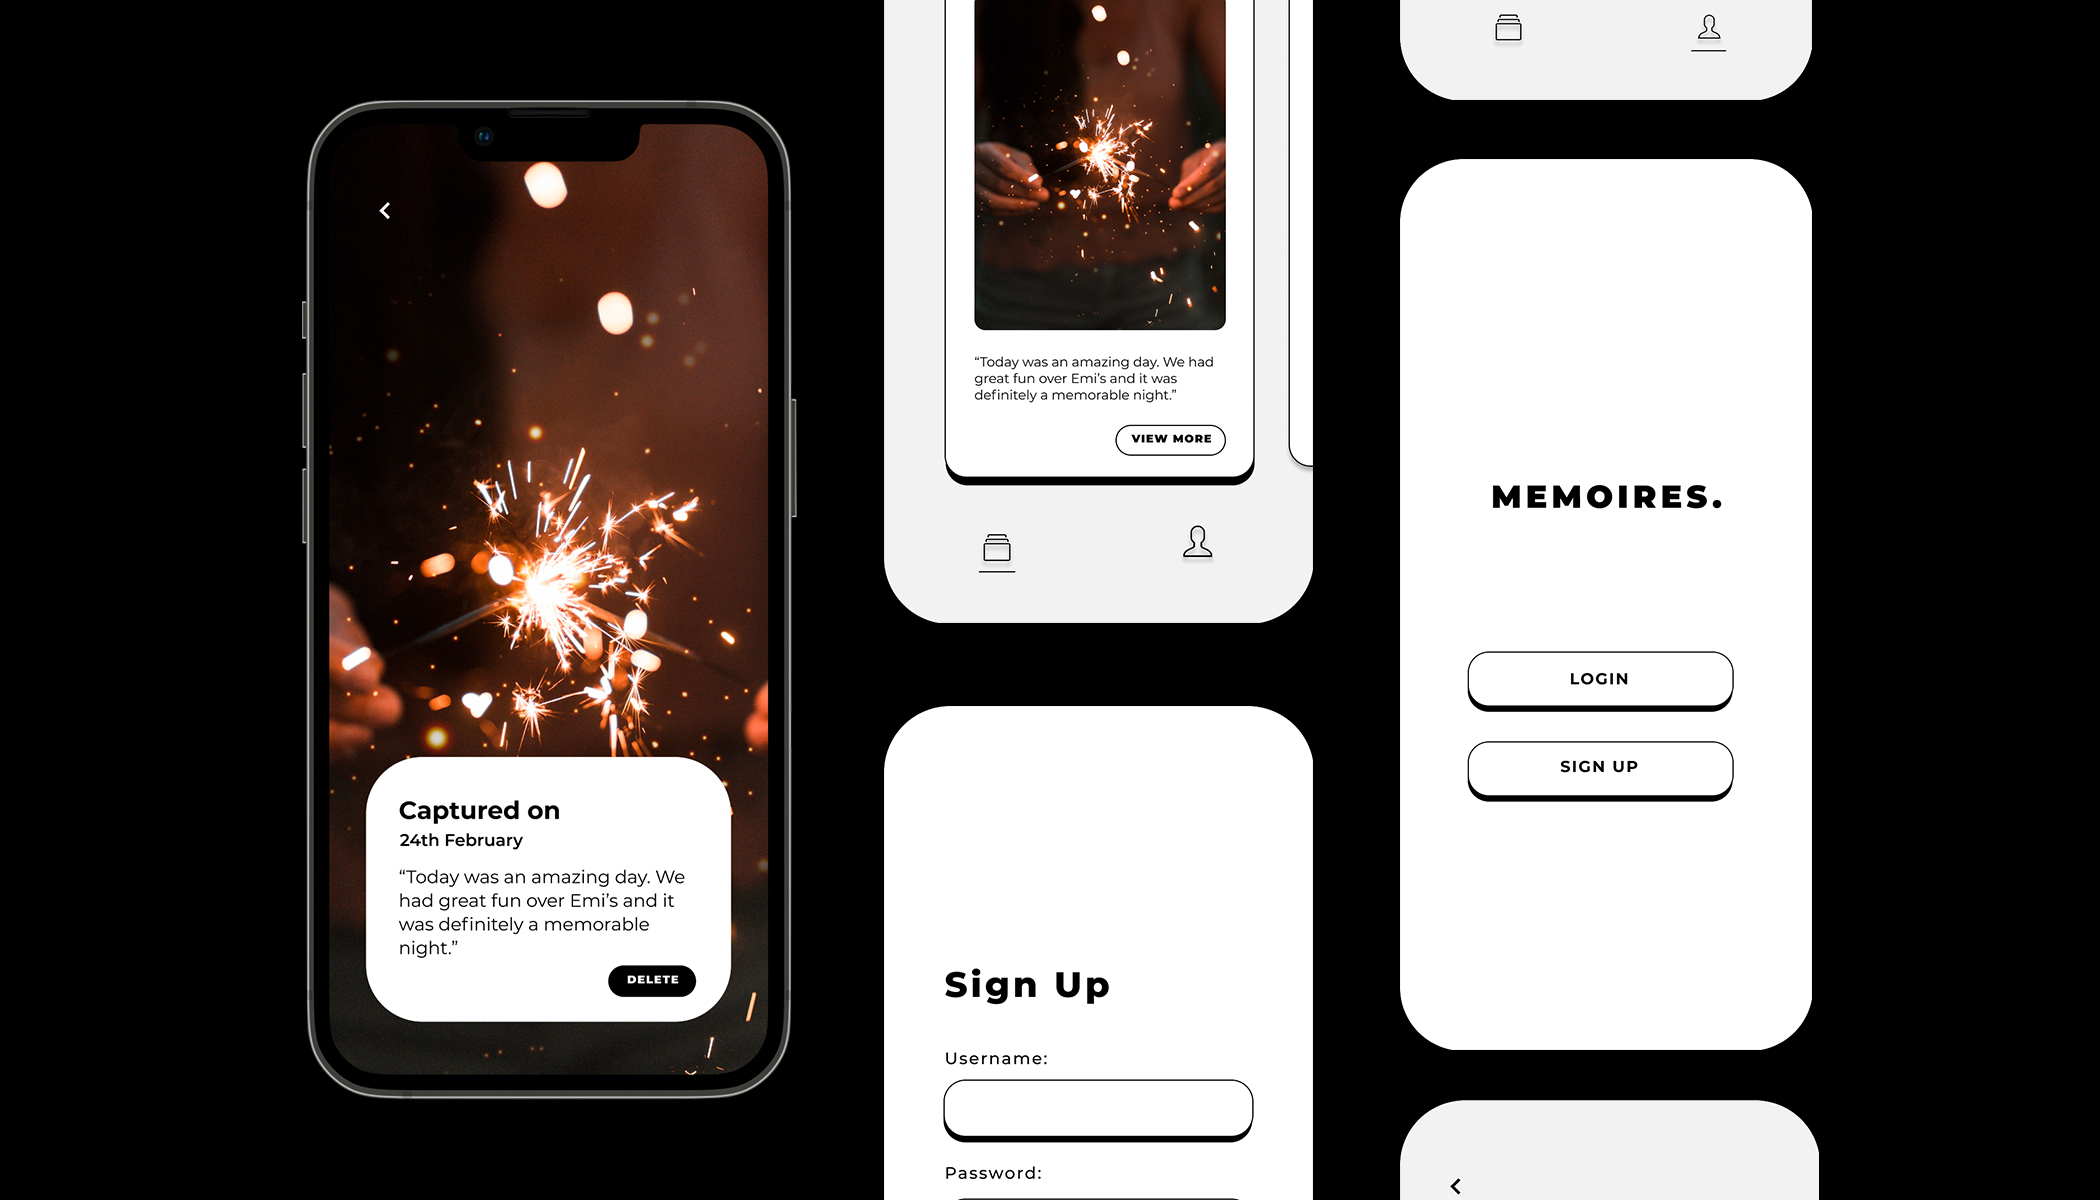 Captured on
24th February
“Today was an amazing day. We
had great fun over Emi’s and it
was definitely a memorable
night.”
DELETE
“Today was an amazing day. We had
great fun over Emi’s and it was
definitely a memorable night.”
VIEW MORE
Sign Up
Username:
Password:
MEMOIRES.
LOGIN
SIGN UP